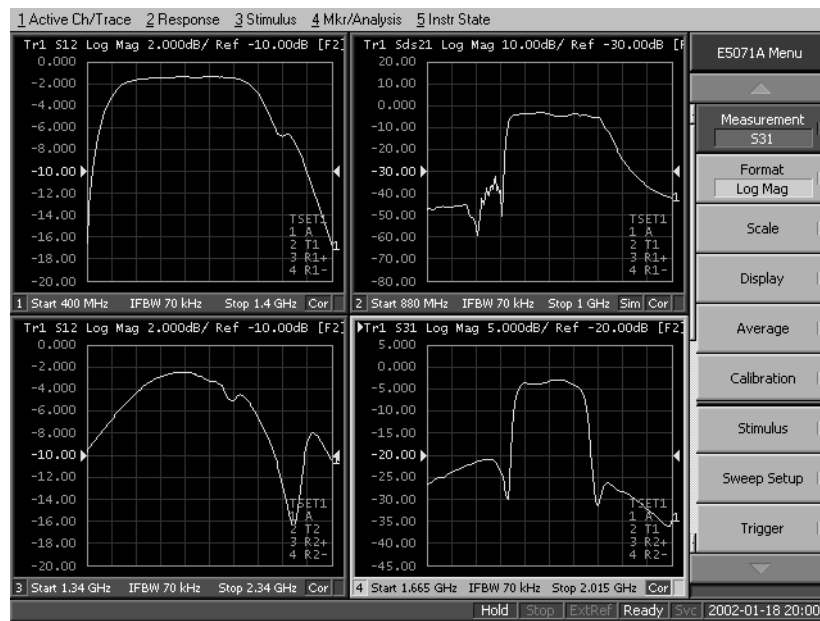 1 Active Ch/Trace 2 Response 3 Stimulus 4 Mkr/Analysis 5 Instr State
Tr1 S12 Log Mag 2.000dB/ Ref -10.00dB [F2]
0.000
-2.000
-4.000
-6.000
-8.000
-10.00
-12.00
-14.00
-16.00
-18.00
-20.00
TSET1
1 A
2 T1
3 R1+
4 R1-
1
1 Start 400 MHz IFBW 70 kHz Stop 1.4 GHz Cor
Tr1 Sds21 Log Mag 10.00dB/ Ref -30.00dB [F
20.00
10.00
0.000
-10.00
-20.00
-30.00
-40.00
-50.00
-60.00
-70.00
-80.00
TSET1
1 A
2 T1
3 R1+
4 R1-
1
2 Start 880 MHz IFBW 70 kHz Stop 1 GHz Sim Cor
Tr1 S12 Log Mag 2.000dB/ Ref -10.00dB [F2]
0.000
-2.000
-4.000
-6.000
-8.000
-10.00
-12.00
-14.00
-16.00
-18.00
-20.00
TSET1
1 A
2 T2
3 R2+
4 R2-
1
3 Start 1.34 GHz IFBW 70 kHz Stop 2.34 GHz Cor
Tr1 S31 Log Mag 5.000dB/ Ref -20.00dB [F2]
5.000
0.000
-5.000
-10.00
-15.00
-20.00
-25.00
-30.00
-35.00
-40.00
-45.00
TSET1
1 A
2 T1
3 R2+
4 R2-
1
4 Start 1.665 GHz IFBW 70 kHz Stop 2.015 GHz Cor
E5071A Menu
Measurement
S31
Format
Log Mag
Scale
Display
Average
Calibration
Stimulus
Sweep Setup
Trigger
Hold Stop ExtRef Ready Svc 2002-01-18 20:00